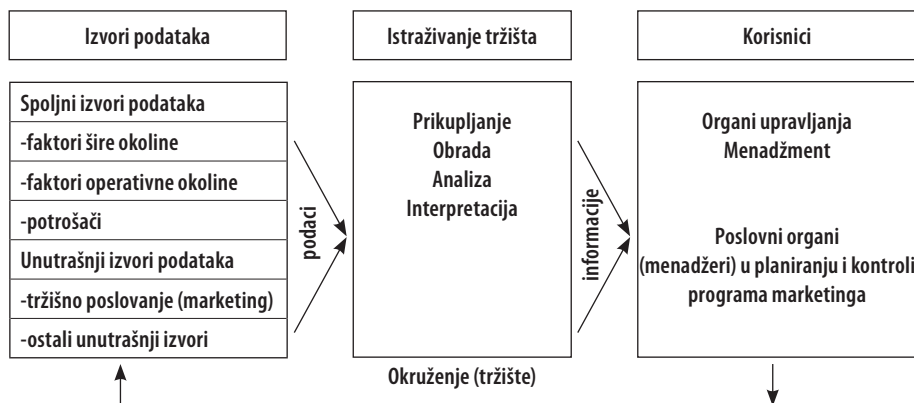 Izvori podataka
Istraživanje tržišta
Korisnici
Spoljni izvori podataka
-faktori šire okoline
-faktori operativne okoline
-potrošači
Unutrašnji izvori podataka
-tržišno poslovanje (marketing)
-ostali unutrašnji izvori
podaci
Prikupljanje
Obrada
Analiza
Interpretacija
informacije
Organi upravljanja
Menadžment
Poslovni organi
(menadžeri) u planiranju i kontroli
programa marketinga
Okruženje (tržište)